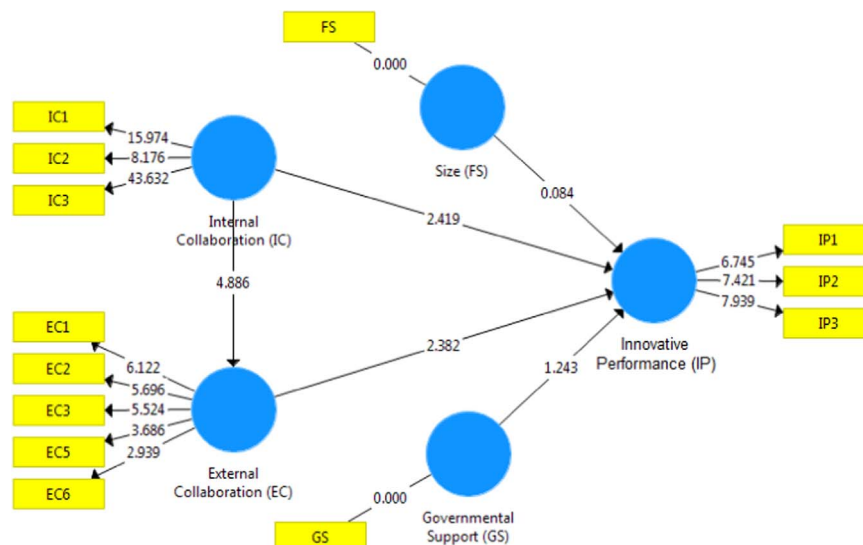 FS
0.000
Size (FS)
0.084
IC1
IC2
IC3
15.974
8.176
43.632
Internal
Collaboration (IC)
2.419
4.886
EC1
EC2
EC3
EC5
EC6
6.122
5.696
5.524
3.686
2.939
External
Collaboration (EC)
2.382
1.243
GS
0.000
Governmental
Support (GS)
6.745
7.421
7.939
IP1
IP2
IP3
Innovative
Performance (IP)